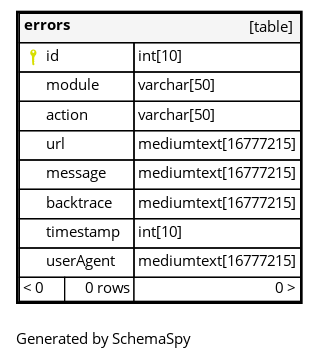 errors [table]
id int[10]
module varchar[50]
action varchar[50]
url mediumtext[16777215]
message mediumtext[16777215]
backtrace mediumtext[16777215]
timestamp int[10]
userAgent mediumtext[16777215]
< 0 0 rows 0 >
Generated by SchemaSpy